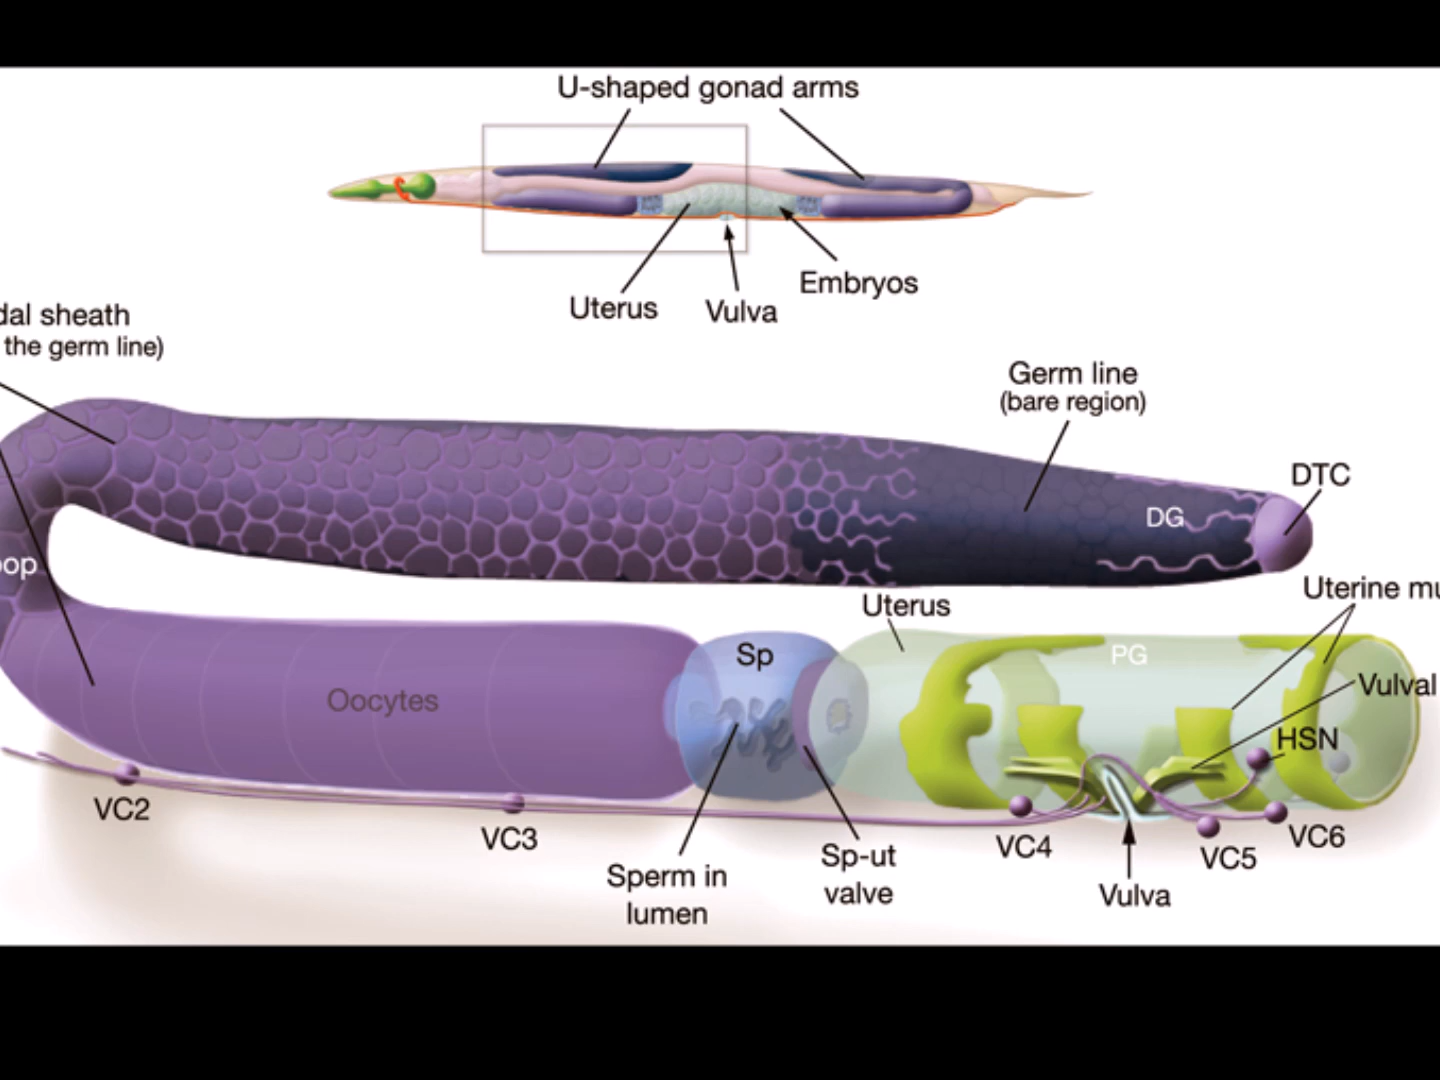 U-shaped gonad arms
Uterus
Vulva
Embryos
dal sheath
the germ line)
Germ line
(bare region)
DTC
DG
oop
Uterus
Uterine mu
Sp
PG
Oocytes
Vulval
HSN
VC2
VC3
VC4
VC5
VC6
Sperm in
lumen
Sp-ut
valve
Vulva